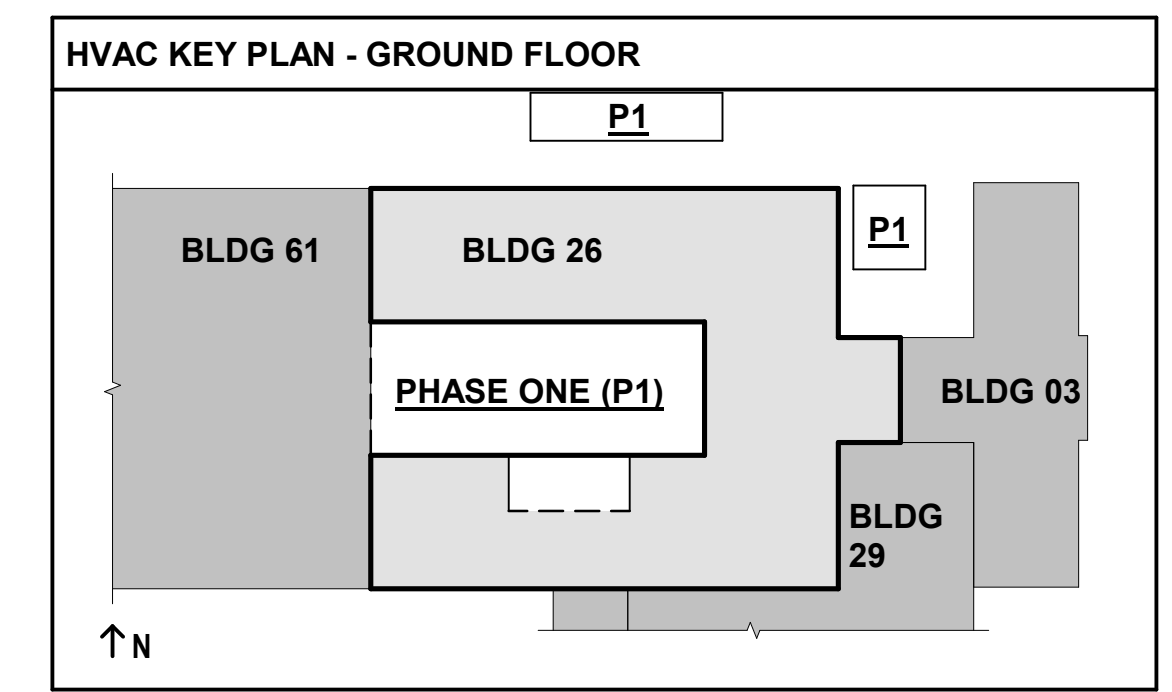 HVAC KEY PLAN - GROUND FLOOR
P1
P1
BLDG 61
BLDG 26
PHASE ONE (P1)
BLDG 03
BLDG
29
N